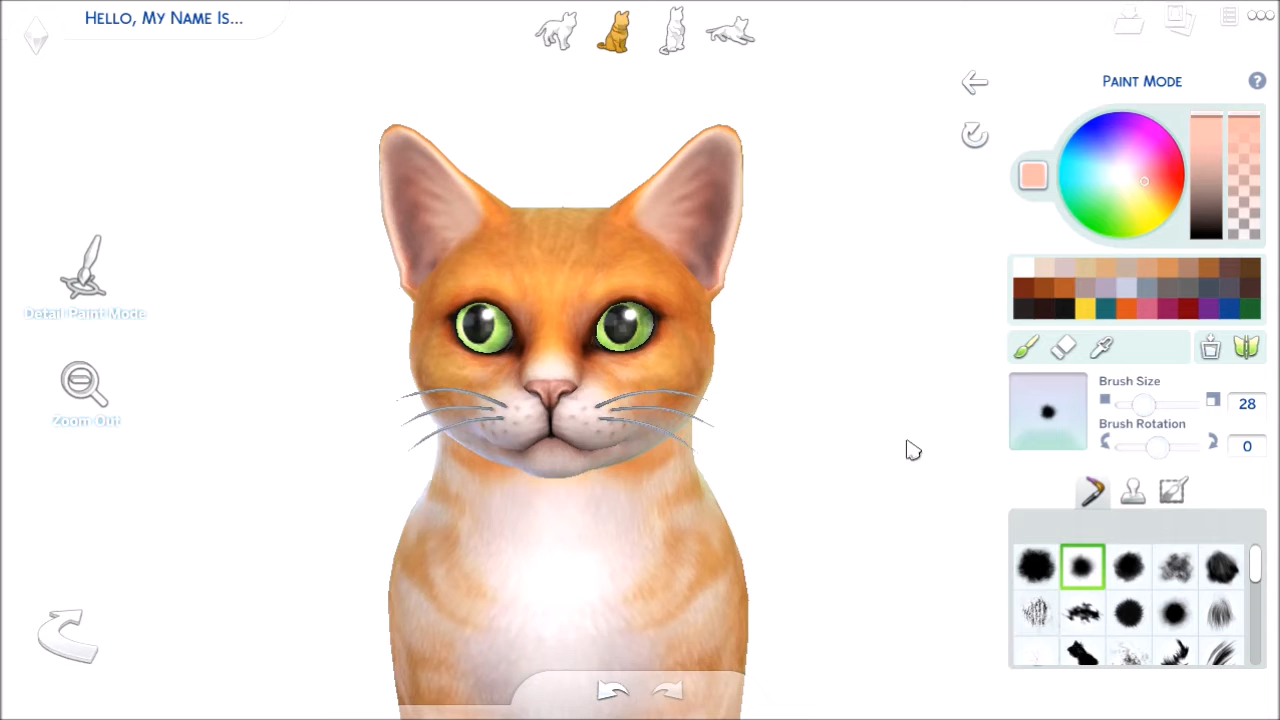 Hello, My Name Is...
Paint Mode
?
Detail Paint Mode
Zoom Out
Brush Size
28
Brush Rotation
0